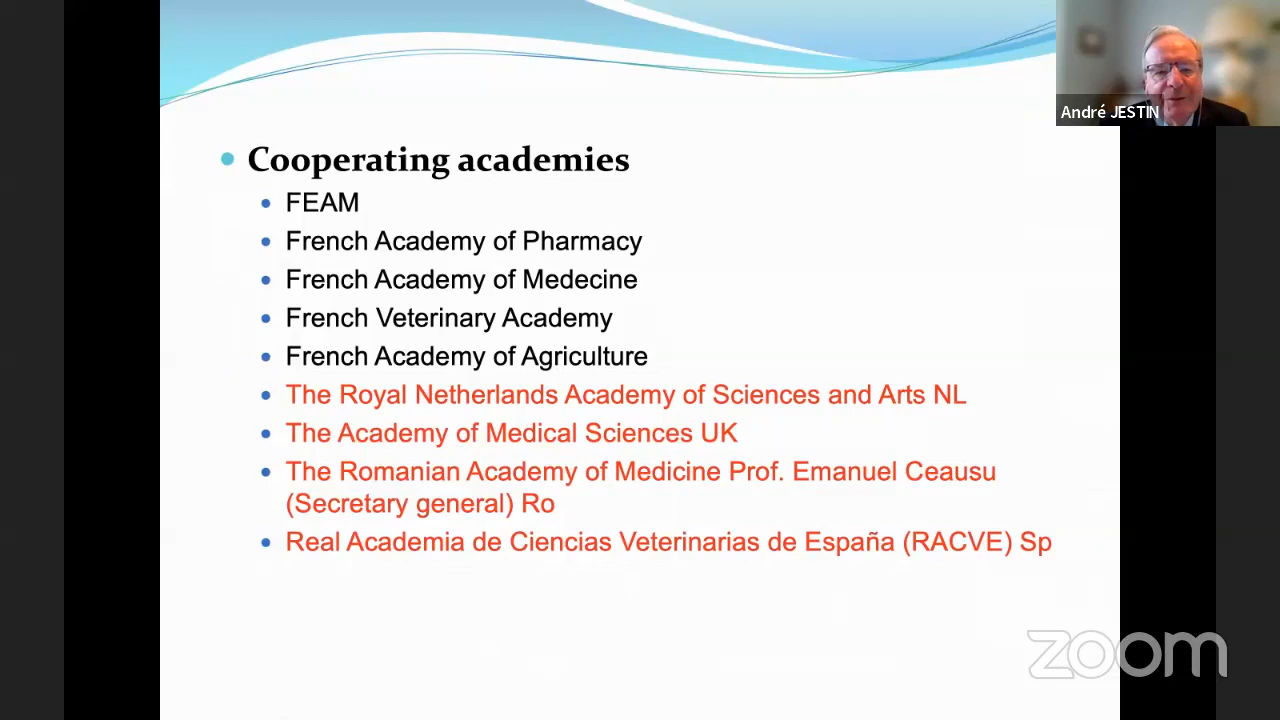 André JESTIN
Cooperating academies
FEAM
French Academy of Pharmacy
French Academy of Medecine
French Veterinary Academy
French Academy of Agriculture
The Royal Netherlands Academy of Sciences and Arts NL
The Academy of Medical Sciences UK
The Romanian Academy of Medicine Prof. Emanuel Ceausu
(Secretary general) Ro
Real Academia de Ciencias Veterinarias de España (RACVE) Sp
zoom